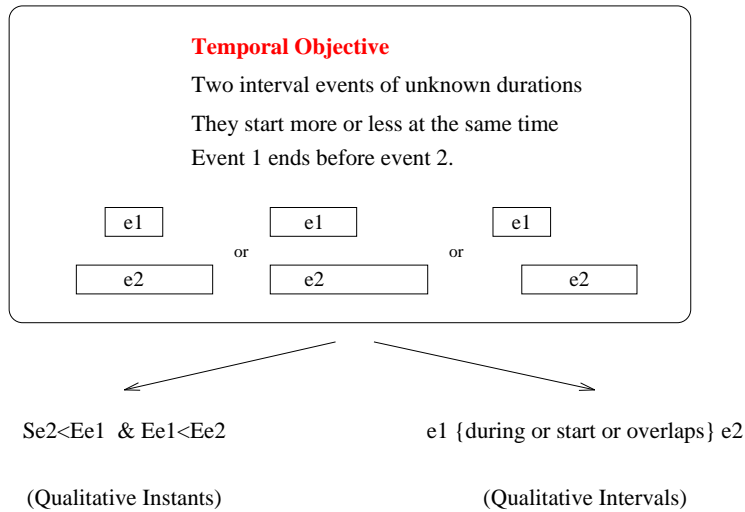 Temporal Objective
Two interval events of unknown durations
They start more or less at the same time
Event 1 ends before event 2.
e1 e1 e1
or or
e2 e2 e2
Se2<Ee1 & Ee1<Ee2 e1 {during or start or overlaps} e2
(Qualitative Instants) (Qualitative Intervals)